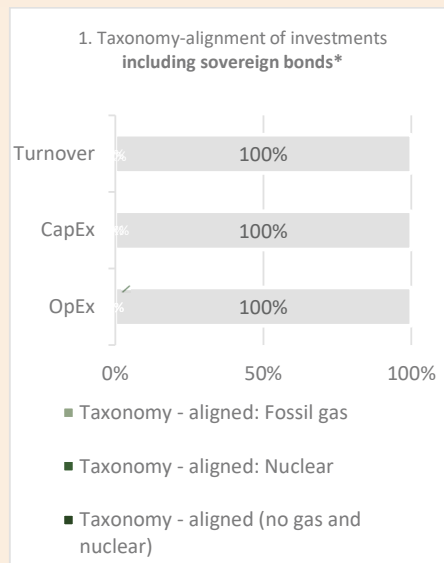 1. Taxonomy-alignment of investments
including sovereign bonds*
Turnover
100%
CapEx
100%
OpEx
100%
0%
50%
100%
Taxonomy - aligned: Fossil gas
Taxonomy - aligned: Nuclear
Taxonomy - aligned (no gas and
nuclear)